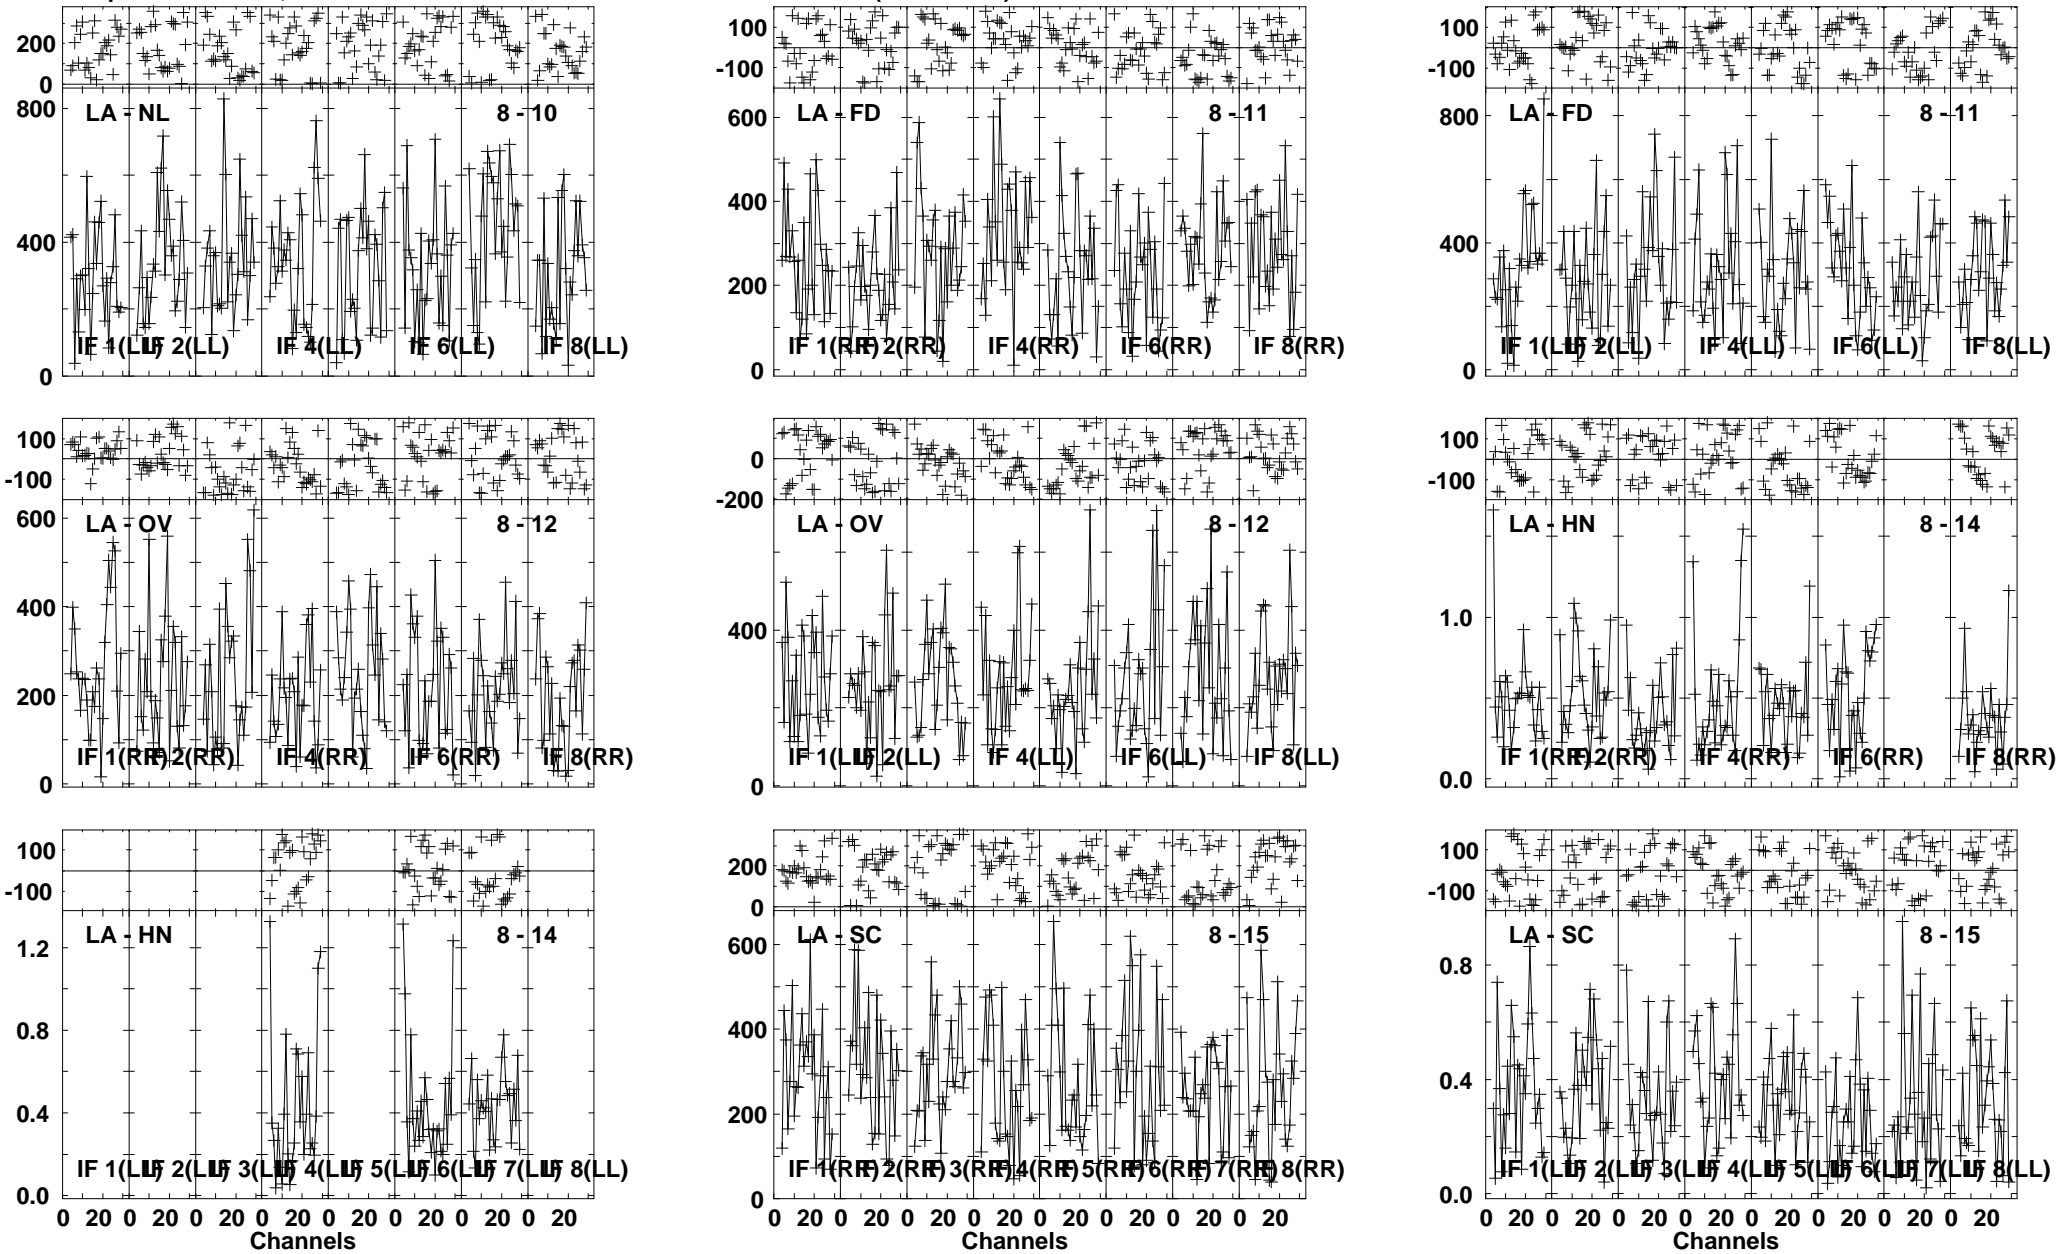 200
0
800
400
0
LA - NL
8 - 10
IF 1(LL)
IF 2(LL)
IF 4(LL)
IF 6(LL)
IF 8(LL)
100
-100
600
400
200
0
LA - FD
8 - 11
IF 1(RR)
IF 2(RR)
IF 4(RR)
IF 6(RR)
IF 8(RR)
100
-100
800
400
0
LA - FD
8 - 11
IF 1(LL)
IF 2(LL)
IF 4(LL)
IF 6(LL)
IF 8(LL)
100
-100
600
400
200
0
LA - OV
8 - 12
IF 1(RR)
IF 2(RR)
IF 4(RR)
IF 6(RR)
IF 8(RR)
0
-200
400
0
LA - OV
8 - 12
IF 1(LL)
IF 2(LL)
IF 4(LL)
IF 6(LL)
IF 8(LL)
100
-100
1.0
0.0
LA - HN
8 - 14
IF 1(RR)
IF 2(RR)
IF 4(RR)
IF 6(RR)
IF 8(RR)
100
-100
1.2
0.8
0.4
0.0
LA - HN
8 - 14
IF 1(LL)
IF 2(LL)
IF 3(LL)
IF 4(LL)
IF 5(LL)
IF 6(LL)
IF 7(LL)
IF 8(LL)
0 20 0 20 0 20 0 20 0 20 0 20 0 20 0 20
Channels
200
0
600
400
200
0
LA - SC
8 - 15
IF 1(RR)
IF 2(RR)
IF 3(RR)
IF 4(RR)
IF 5(RR)
IF 6(RR)
IF 7(RR)
IF 8(RR)
0 20 0 20 0 20 0 20 0 20 0 20 0 20 0 20
Channels
100
-100
0.8
0.4
0.0
LA - SC
8 - 15
IF 1(LL)
IF 2(LL)
IF 3(LL)
IF 4(LL)
IF 5(LL)
IF 6(LL)
IF 7(LL)
IF 8(LL)
0 20 0 20 0 20 0 20 0 20 0 20 0 20 0 20